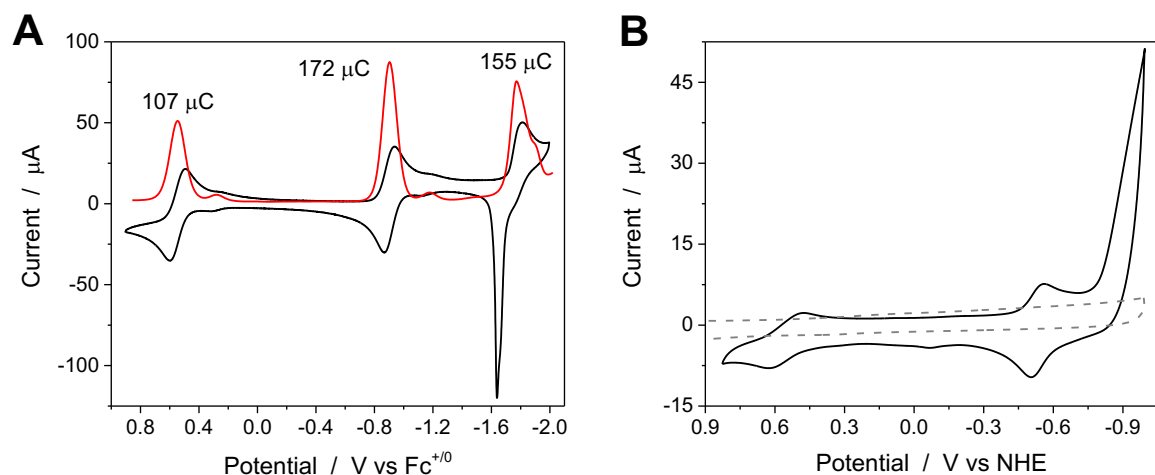 A
107 μC
172 μC
155 μC
Current / μA
100
50
0
-50
-100
0.8 0.4 0.0 -0.4 -0.8 -1.2 -1.6 -2.0
Potential / V vs Fc⁺ᐟ⁰
B
Current / μA
45
30
15
0
-15
0.9 0.6 0.3 0.0 -0.3 -0.6 -0.9
Potential / V vs NHE